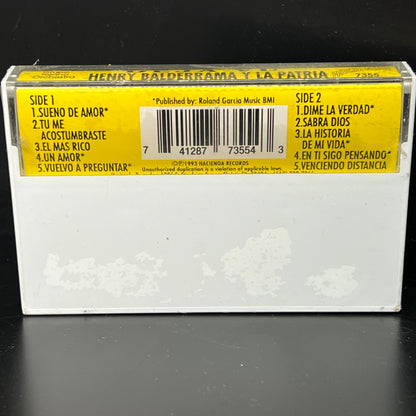 HENRY BALDERRAMA Y LA PATRIA
7355
SIDE 1
1.SUENO DE AMOR*
2.TU ME
ACOSTUMBRASTE
3.EL MAS RICO
4.UN AMOR*
5.VUELVO A PREGUNTAR*
*Published by: Roland Garcia Music BMI
7 41287 73554 3
©℗1993 HACIENDA RECORDS
Unauthorized duplication is a violation of applicable laws.
SIDE 2
1.DIME LA VERDAD*
2.SABRA DIOS
3.LA HISTORIA
DE MI VIDA*
4.EN TI SIGO PENSANDO*
5.VENCIENDO DISTANCIA